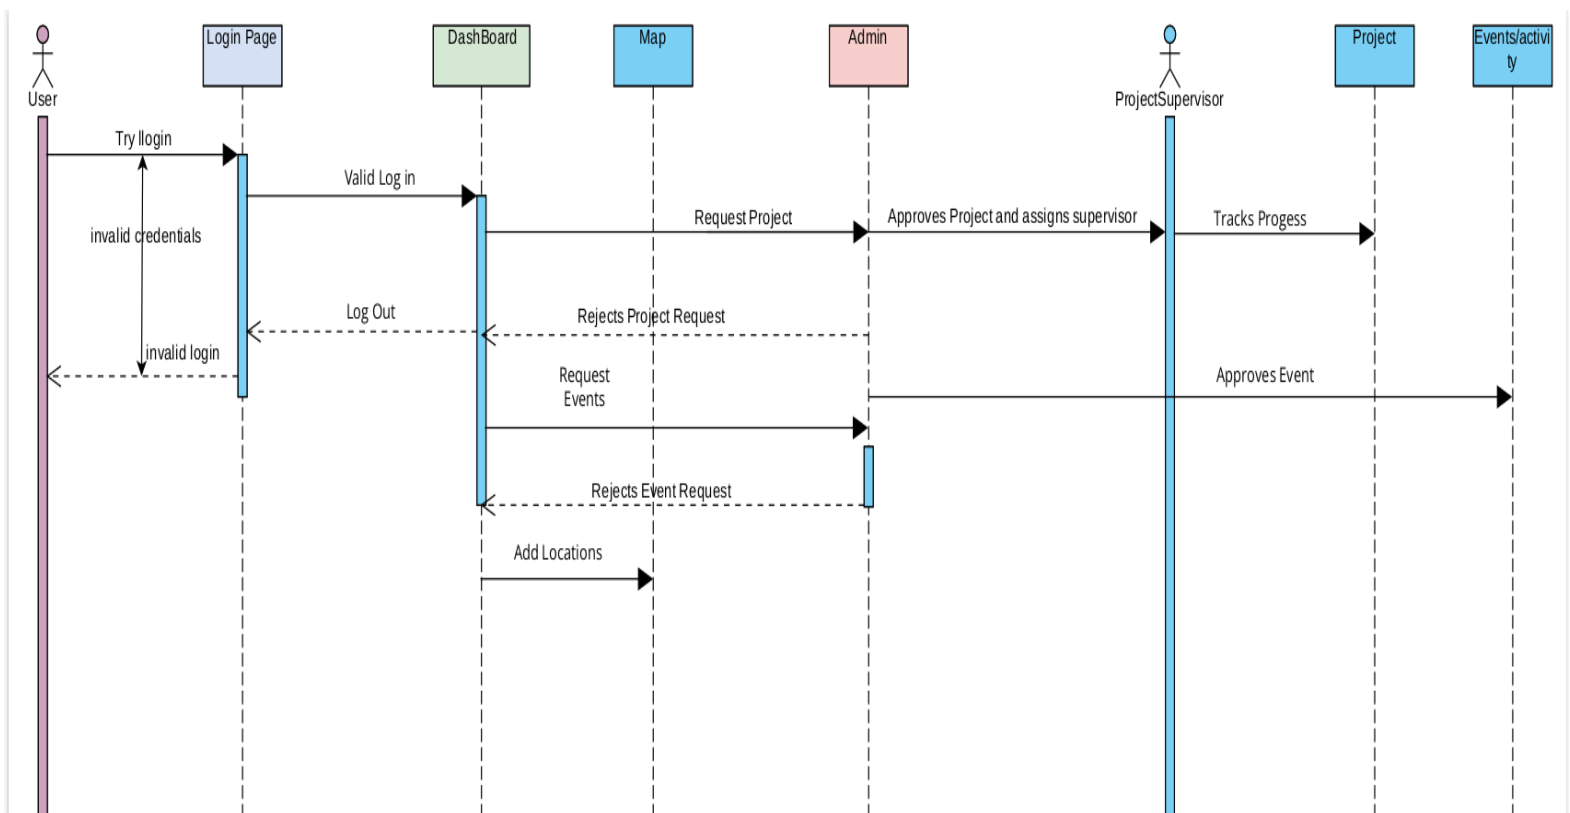 Login Page
DashBoard
Map
Admin
Project
Events/activi
ty
User
ProjectSupervisor
Try llogin
Valid Log in
Request Project
Approves Project and assigns supervisor
Tracks Progess
invalid credentials
Log Out
Rejects Project Request
invalid login
Request
Events
Approves Event
Rejects Event Request
Add Locations